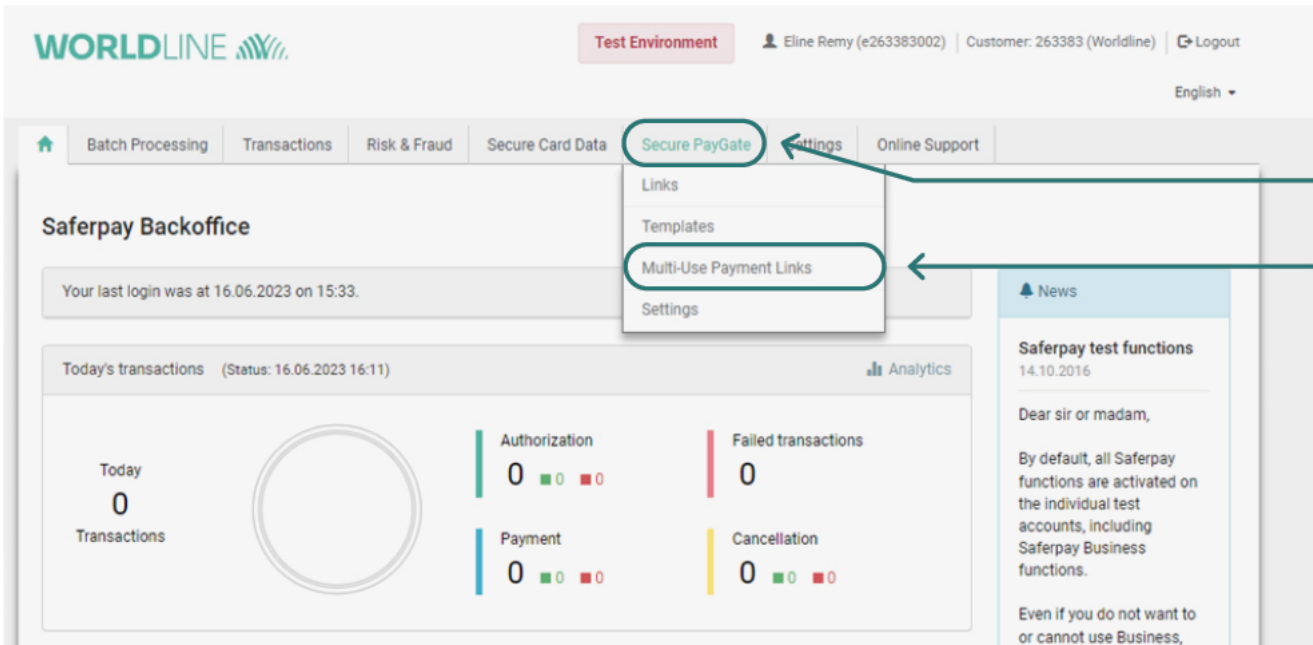 WORLDLINE
Test Environment
Eline Remy (e263383002) Customer: 263383 (Worldline) Logout
English
Batch Processing Transactions Risk & Fraud Secure Card Data Secure PayGate Settings Online Support
Links
Templates
Multi-Use Payment Links
Settings
Saferpay Backoffice
Your last login was at 16.06.2023 on 15:33.
Today's transactions (Status: 16.06.2023 16:11) Analytics
Today
0
Transactions
Authorization
0 0 0
Failed transactions
0
Payment
0 0 0
Cancellation
0 0 0
News
Saferpay test functions
14.10.2016
Dear sir or madam,
By default, all Saferpay
functions are activated on
the individual test
accounts, including
Saferpay Business
functions.
Even if you do not want to
or cannot use Business,